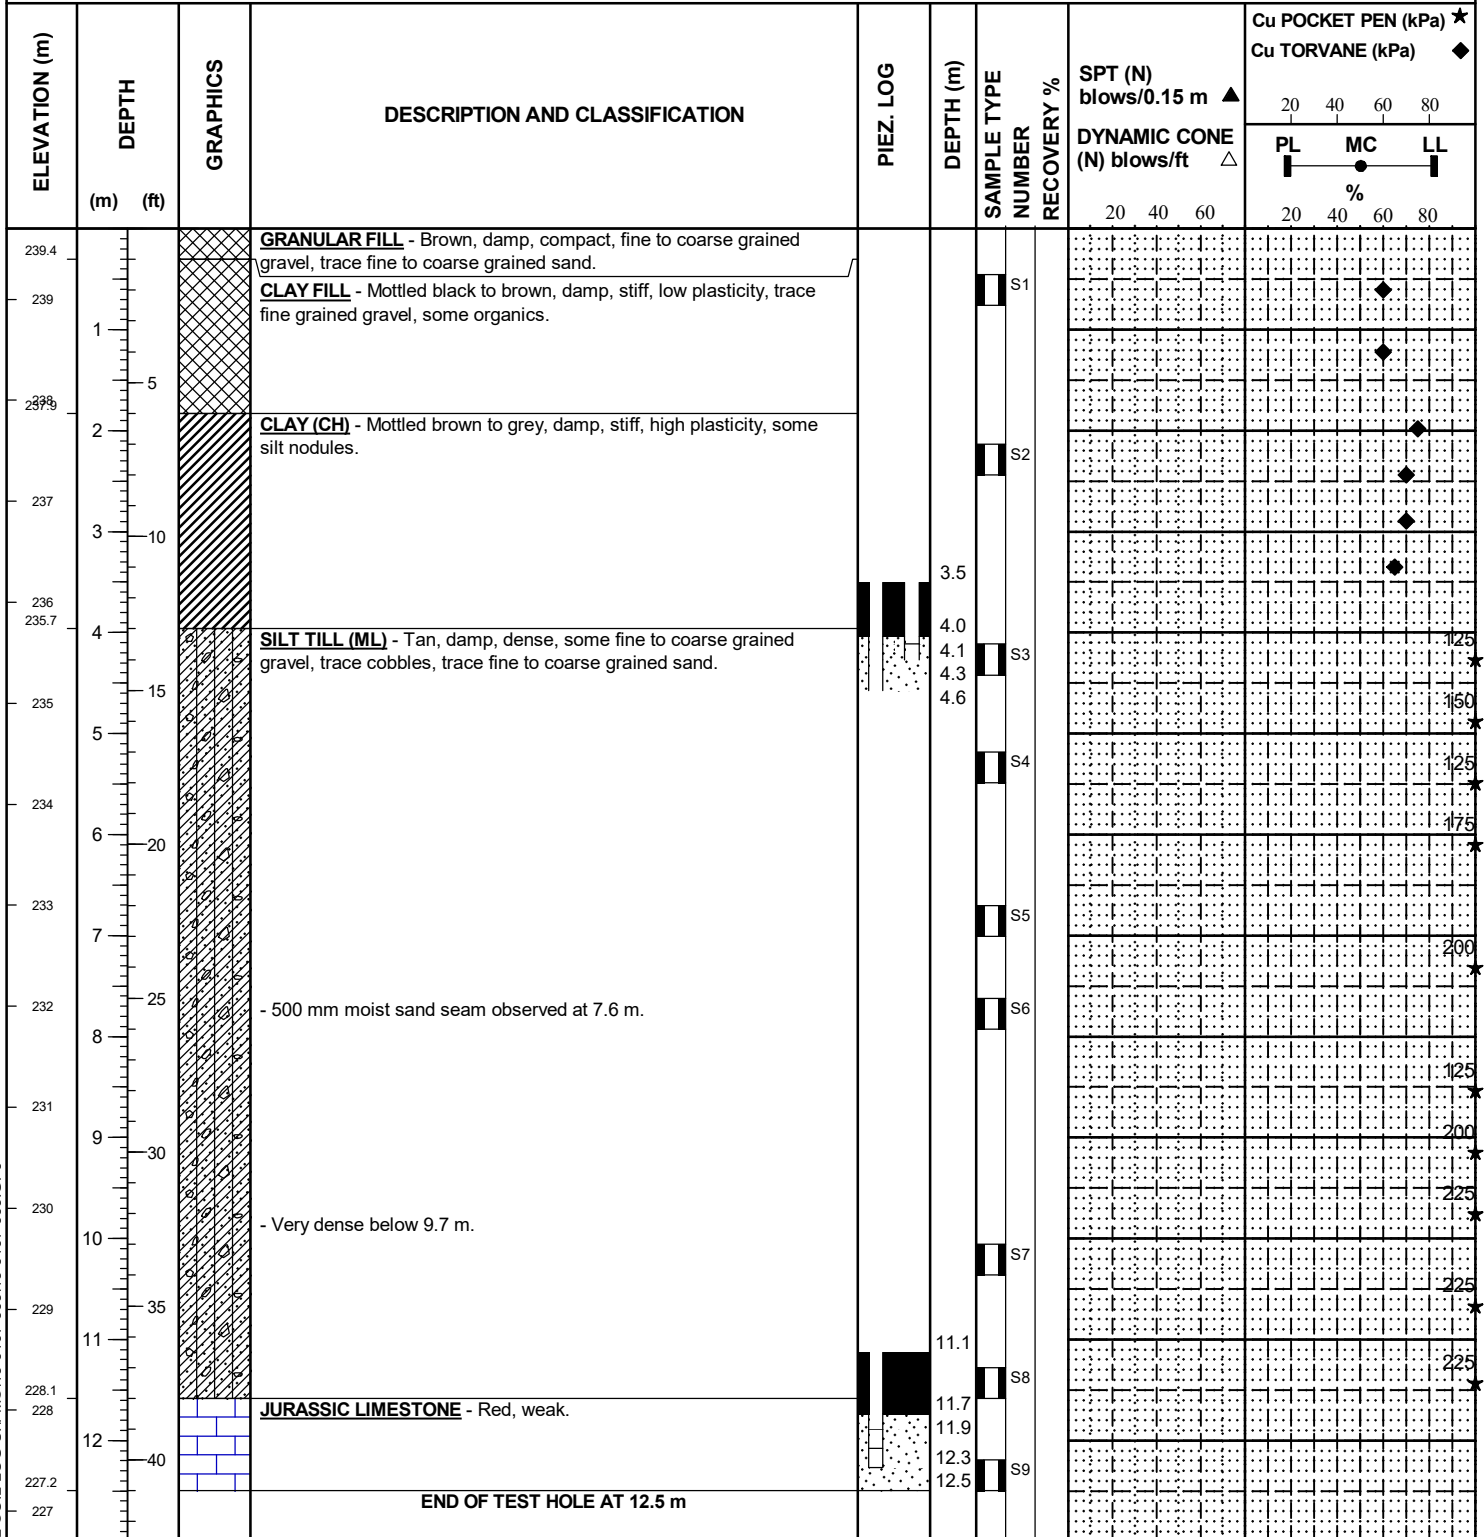 Cu POCKET PEN (kPa) ★
Cu TORVANE (kPa) ◆
20 40 60 80
ELEVATION (m)
DEPTH
(m) (ft)
GRAPHICS
DESCRIPTION AND CLASSIFICATION
PIEZ. LOG
DEPTH (m)
SAMPLE TYPE
NUMBER
RECOVERY %
SPT (N)
blows/0.15 m ▲
DYNAMIC CONE
(N) blows/ft △
20 40 60
PL MC LL
%
20 40 60 80
GRANULAR FILL - Brown, damp, compact, fine to coarse grained
gravel, trace fine to coarse grained sand.
239.4
CLAY FILL - Mottled black to brown, damp, stiff, low plasticity, trace
fine grained gravel, some organics.
S1
239
1
5
238
237.9
CLAY (CH) - Mottled brown to grey, damp, stiff, high plasticity, some
silt nodules.
2
S2
237
3
10
3.5
236
235.7
4.0
4
SILT TILL (ML) - Tan, damp, dense, some fine to coarse grained
gravel, trace cobbles, trace fine to coarse grained sand.
125
4.1
S3
4.3
15
4.6
235
150
5
S4
125
234
6
175
20
233
S5
7
200
25
232
- 500 mm moist sand seam observed at 7.6 m.
S6
8
125
231
9
200
30
225
230
- Very dense below 9.7 m.
10
S7
225
35
229
11
11.1
225
S8
228.1
11.7
228
JURASSIC LIMESTONE - Red, weak.
11.9
12
12.3
40
S9
227.2
12.5
END OF TEST HOLE AT 12.5 m
227